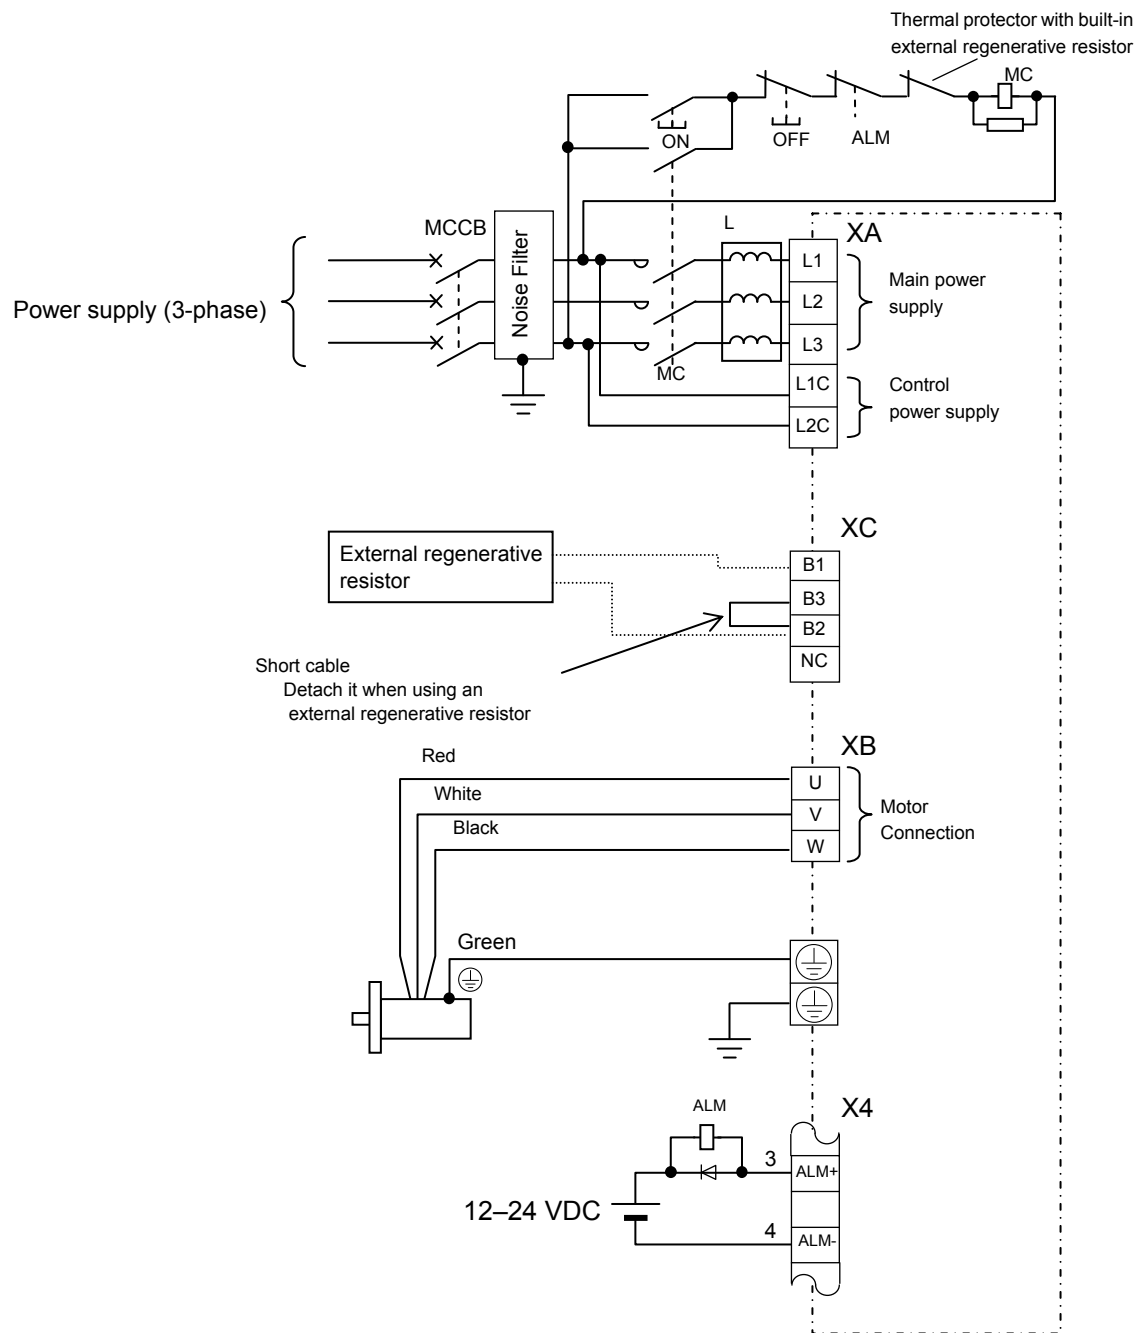 Thermal protector with built-in
external regenerative resistor
MC
ON
OFF
ALM
MCCB
Noise Filter
L
XA
L1
L2
L3
L1C
L2C
Main power
supply
Control
power supply
Power supply (3-phase)
MC
XC
External regenerative
resistor
B1
B3
B2
NC
Short cable
Detach it when using an
external regenerative resistor
XB
Red
White
Black
U
V
W
Motor
Connection
Green
X4
ALM
3
ALM+
12–24 VDC
4
ALM-